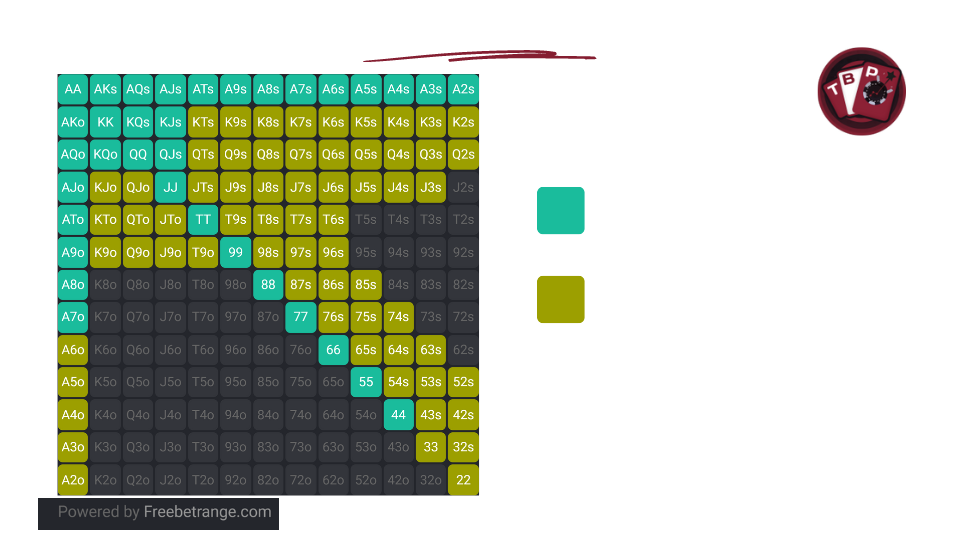 AA AKs AQs AJs ATs A9s A8s A7s A6s A5s A4s A3s A2s
AKo KK KQs KJs KTs K9s K8s K7s K6s K5s K4s K3s K2s
AQo KQo QQ QJs QTs Q9s Q8s Q7s Q6s Q5s Q4s Q3s Q2s
AJo KJo QJo JJ JTs J9s J8s J7s J6s J5s J4s J3s J2s
ATo KTo QTo JTo TT T9s T8s T7s T6s T5s T4s T3s T2s
A9o K9o Q9o J9o T9o 99 98s 97s 96s 95s 94s 93s 92s
A8o K8o Q8o J8o T8o 98o 88 87s 86s 85s 84s 83s 82s
A7o K7o Q7o J7o T7o 97o 87o 77 76s 75s 74s 73s 72s
A6o K6o Q6o J6o T6o 96o 86o 76o 66 65s 64s 63s 62s
A5o K5o Q5o J5o T5o 95o 85o 75o 65o 55 54s 53s 52s
A4o K4o Q4o J4o T4o 94o 84o 74o 64o 54o 44 43s 42s
A3o K3o Q3o J3o T3o 93o 83o 73o 63o 53o 43o 33 32s
A2o K2o Q2o J2o T2o 92o 82o 72o 62o 52o 42o 32o 22
Powered by Freebetrange.com
T B P